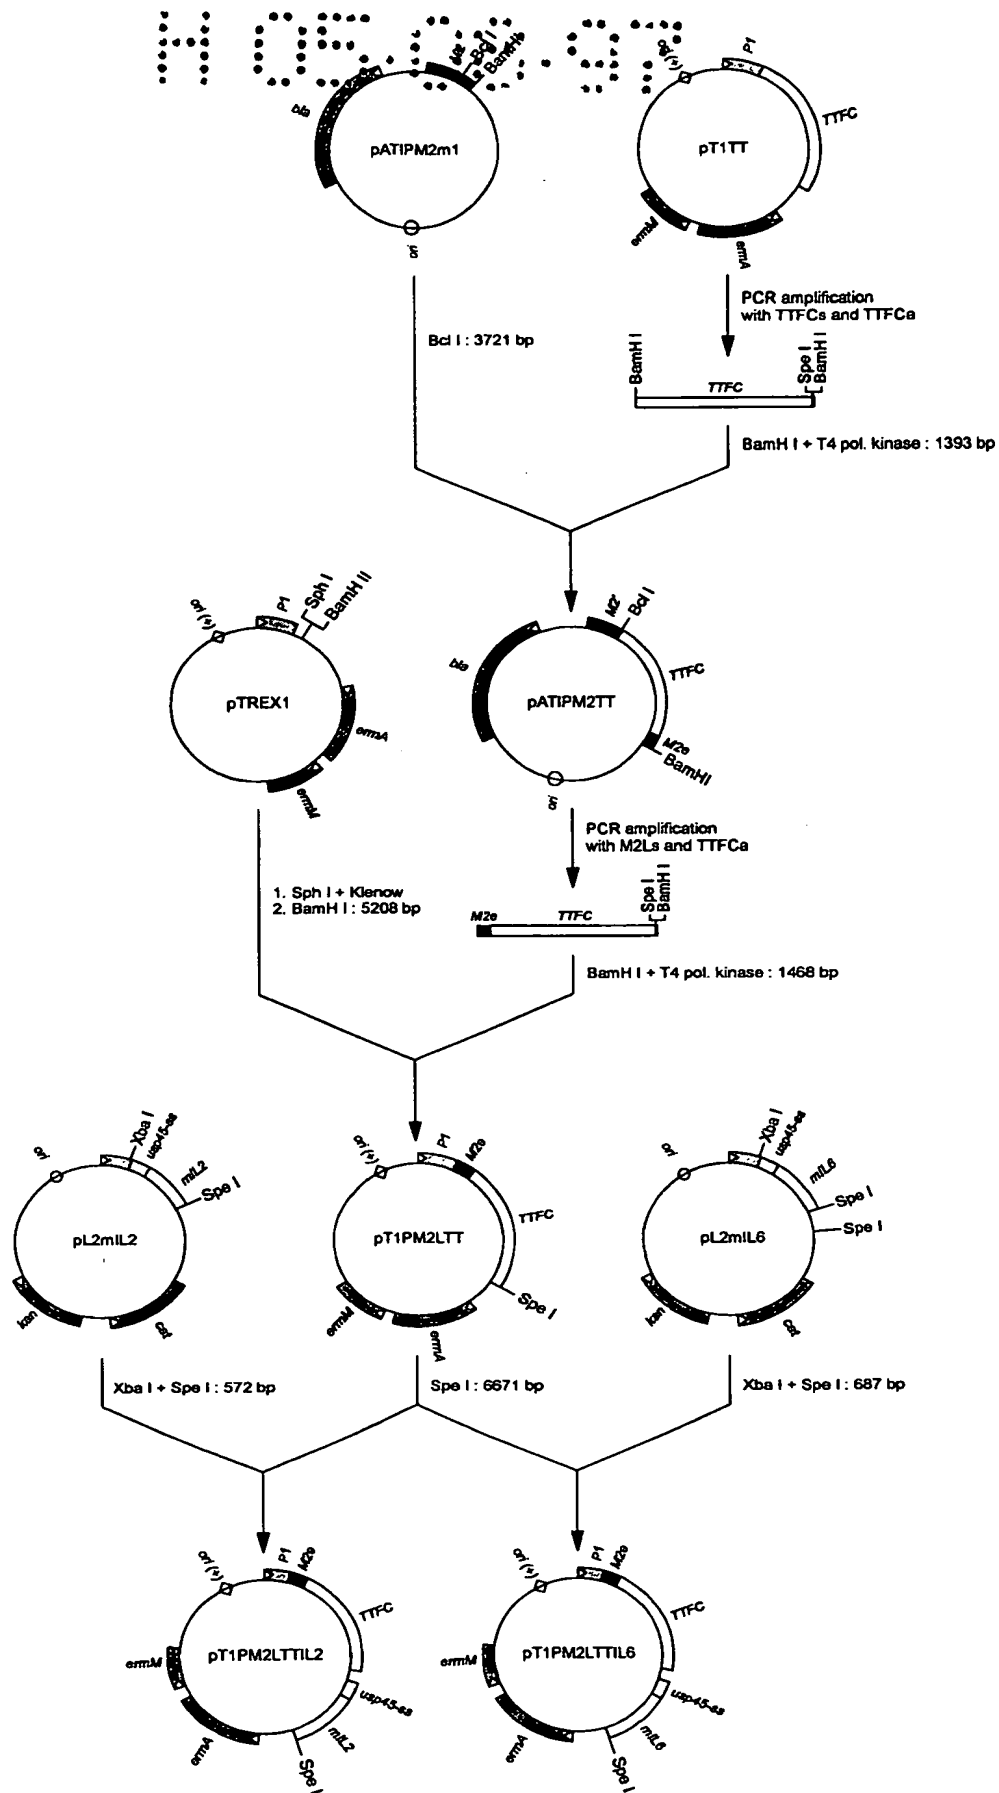 H 05.03-97
bla
M2'
Bcl I
BamHI
pATIPM2m1
ori
ori (+)
P1
TTFC
pT1TT
ermM
ermA
PCR amplification
with TTFCs and TTFCa
Bcl I : 3721 bp
BamH I
TTFC
Spe I
BamH I
BamH I + T4 pol. kinase : 1393 bp
ori (+)
P1
Sph I
BamH II
pTREX1
ermA
ermM
bla
M2'
Bcl I
TTFC
pATIPM2TT
M2e
BamHI
ori
PCR amplification
with M2Ls and TTFCa
1. Sph I + Klenow
2. BamH I : 5208 bp
M2e
TTFC
Spe I
BamH I
BamH I + T4 pol. kinase : 1468 bp
ori
Xba I
usp45-ss
mIL2
Spe I
pL2mIL2
kan
cat
ori (+)
P1
M2e
TTFC
pT1PM2LTT
Spe I
ermM
ermA
ori
Xba I
usp45-ss
mIL6
Spe I
Spe I
pL2mIL6
kan
cat
Xba I + Spe I : 572 bp
Spe I : 6671 bp
Xba I + Spe I : 687 bp
ori (+)
P1
M2e
TTFC
pT1PM2LTTIL2
ermM
usp45-ss
mIL2
ermA
Spe I
ori (+)
P1
M2e
TTFC
pT1PM2LTTIL6
ermM
usp45-ss
mIL6
ermA
Spe I